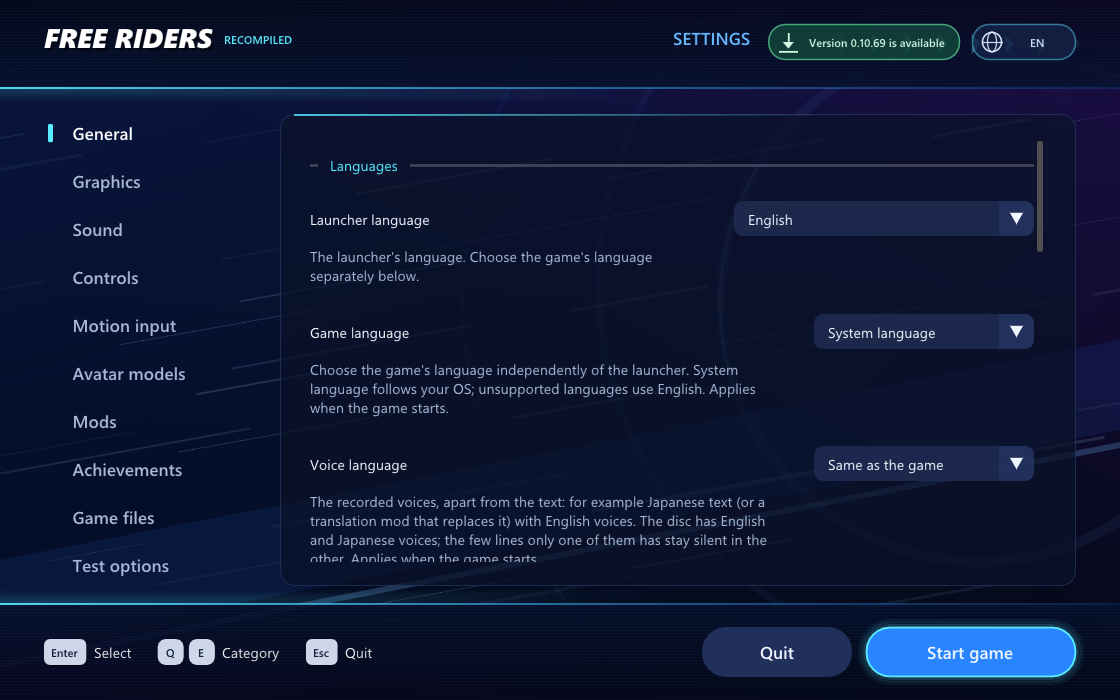 FREE RIDERS RECOMPILED
SETTINGS
Version 0.10.69 is available
EN
General
Graphics
Sound
Controls
Motion input
Avatar models
Mods
Achievements
Game files
Test options
Languages
Launcher language
English
The launcher's language. Choose the game's language
separately below.
Game language
System language
Choose the game's language independently of the launcher. System
language follows your OS; unsupported languages use English. Applies
when the game starts.
Voice language
Same as the game
The recorded voices, apart from the text: for example Japanese text (or a
translation mod that replaces it) with English voices. The disc has English
and Japanese voices; the few lines only one of them has stay silent in the
other. Applies when the game starts.
Enter Select
Q E Category
Esc Quit
Quit
Start game